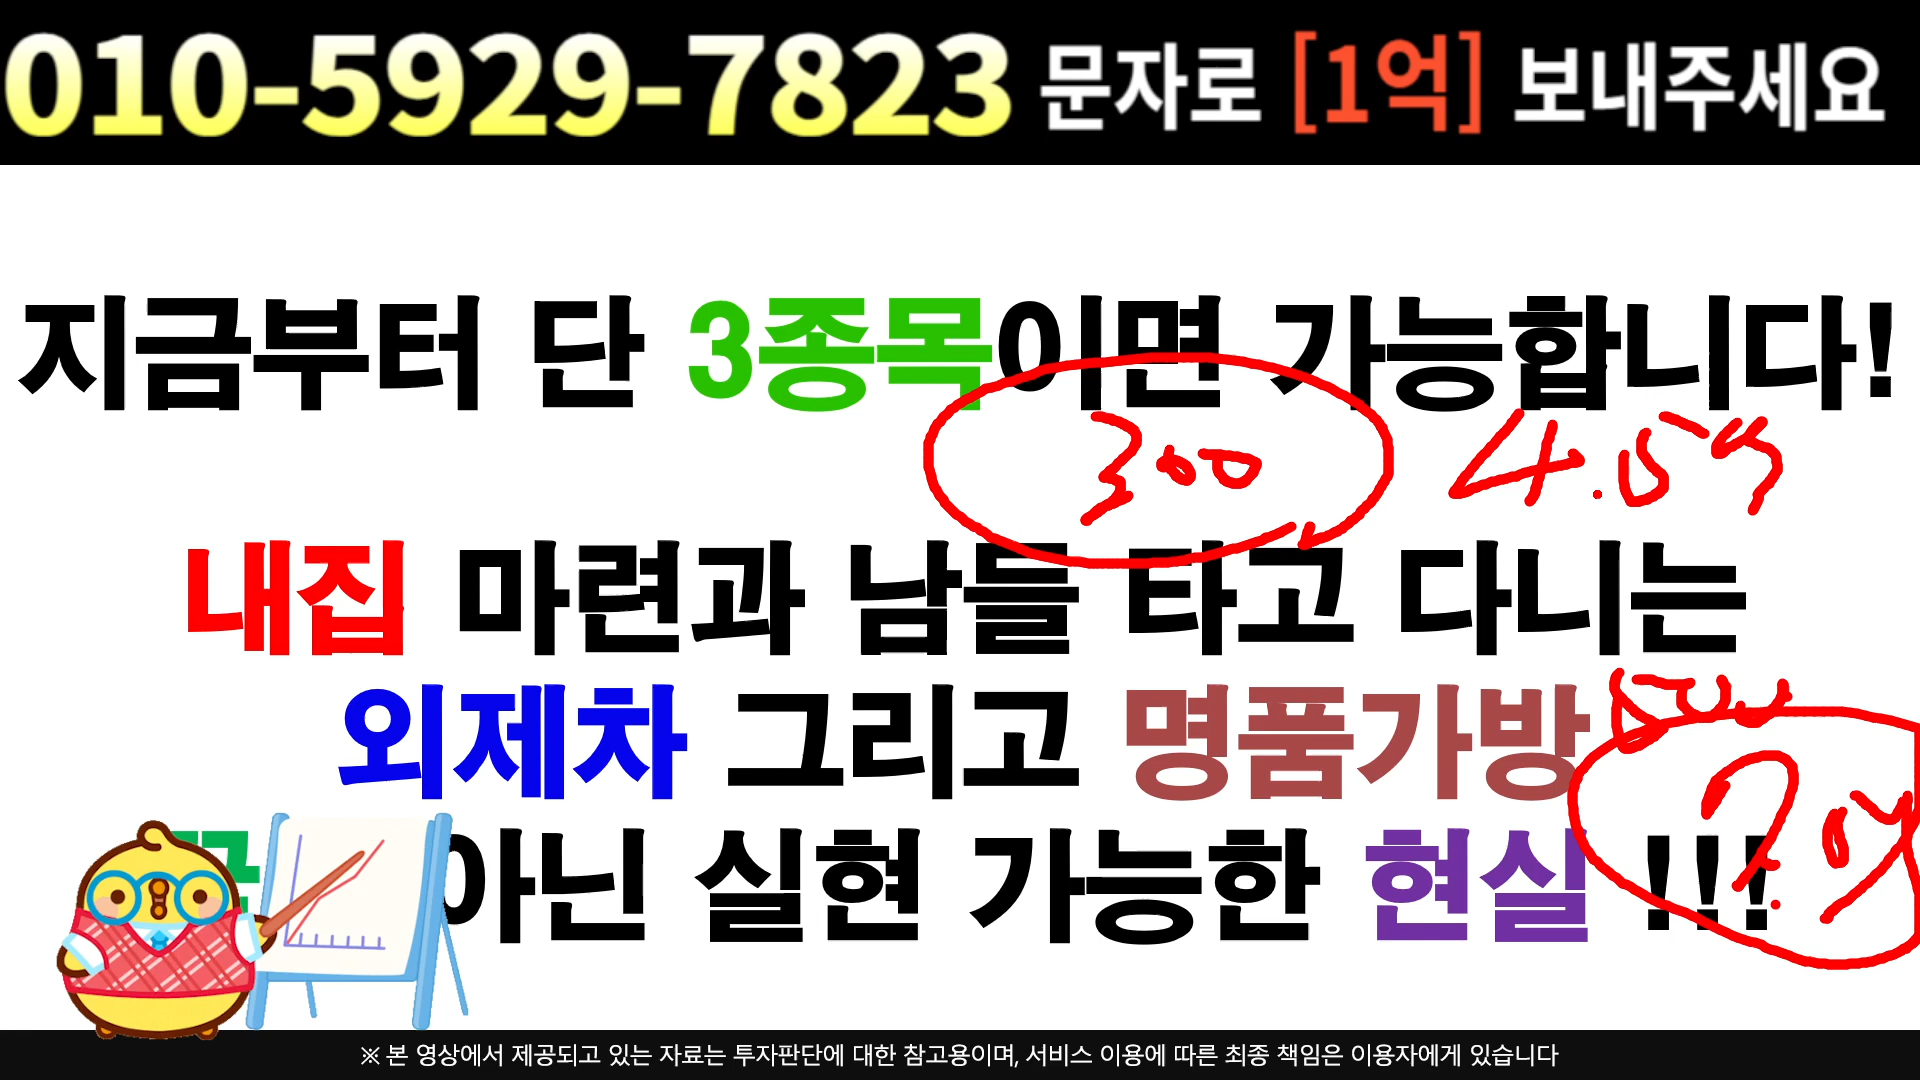 010-5929-7823 문자로 [1억] 보내주세요
지금부터 단 3종목이면 가능합니다!
300 4.5억
내집 마련과 남들 타고 다니는
외제차 그리고 명품가방
500
아닌 실현 가능한 현실 !!!
※ 본 영상에서 제공되고 있는 자료는 투자판단에 대한 참고용이며, 서비스 이용에 따른 최종 책임은 이용자에게 있습니다